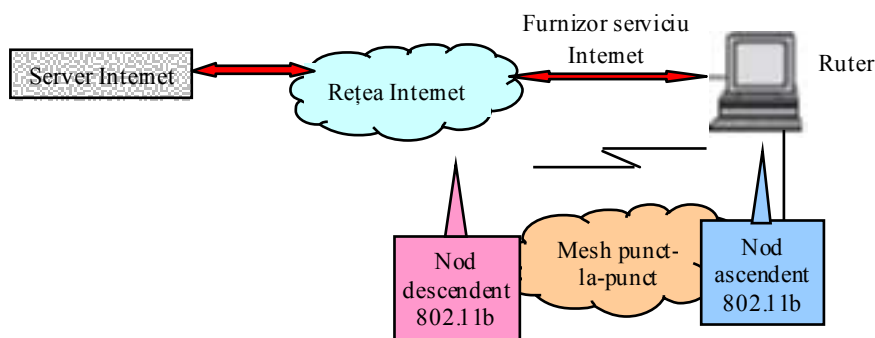 Furnizor serviciu
Internet
Server Internet
Rețea Internet
Ruter
Mesh punct-
la-punct
Nod
descendent
802.11b
Nod
ascendent
802.11b